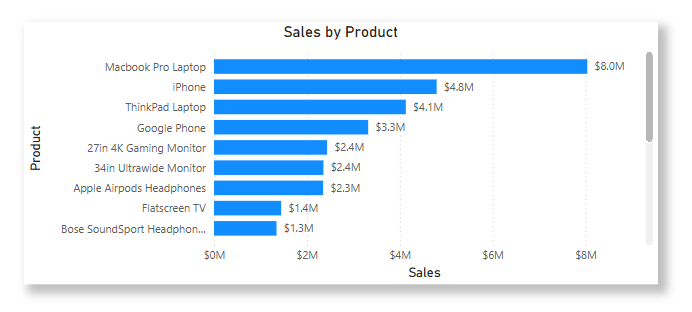 Sales by Product
Product
Macbook Pro Laptop $8.0M
iPhone $4.8M
ThinkPad Laptop $4.1M
Google Phone $3.3M
27in 4K Gaming Monitor $2.4M
34in Ultrawide Monitor $2.4M
Apple Airpods Headphones $2.3M
Flatscreen TV $1.4M
Bose SoundSport Headphon... $1.3M
$0M $2M $4M $6M $8M
Sales